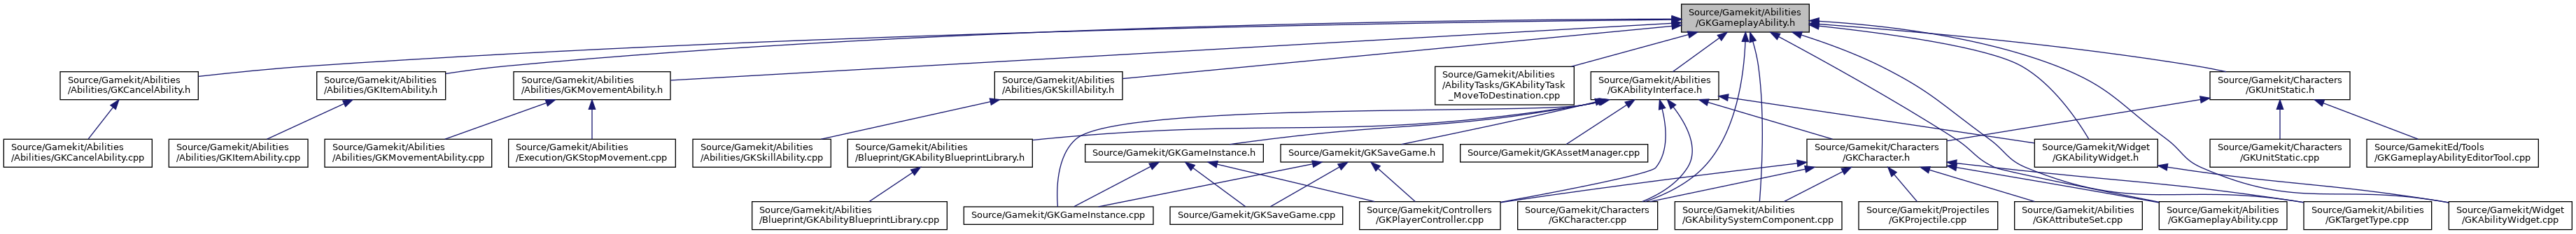 Source/Gamekit/Abilities
/GKGameplayAbility.h
Source/Gamekit/Abilities
/Abilities/GKCancelAbility.h
Source/Gamekit/Abilities
/Abilities/GKItemAbility.h
Source/Gamekit/Abilities
/Abilities/GKMovementAbility.h
Source/Gamekit/Abilities
/Abilities/GKSkillAbility.h
Source/Gamekit/Abilities
/AbilityTasks/GKAbilityTask
_MoveToDestination.cpp
Source/Gamekit/Abilities
/GKAbilityInterface.h
Source/Gamekit/Characters
/GKUnitStatic.h
Source/Gamekit/Abilities
/Abilities/GKCancelAbility.cpp
Source/Gamekit/Abilities
/Abilities/GKItemAbility.cpp
Source/Gamekit/Abilities
/Abilities/GKMovementAbility.cpp
Source/Gamekit/Abilities
/Execution/GKStopMovement.cpp
Source/Gamekit/Abilities
/Abilities/GKSkillAbility.cpp
Source/Gamekit/Abilities
/Blueprint/GKAbilityBlueprintLibrary.h
Source/Gamekit/GKGameInstance.h
Source/Gamekit/GKSaveGame.h
Source/Gamekit/GKAssetManager.cpp
Source/Gamekit/Characters
/GKCharacter.h
Source/Gamekit/Widget
/GKAbilityWidget.h
Source/Gamekit/Characters
/GKUnitStatic.cpp
Source/GamekitEd/Tools
/GKGameplayAbilityEditorTool.cpp
Source/Gamekit/Abilities
/Blueprint/GKAbilityBlueprintLibrary.cpp
Source/Gamekit/GKGameInstance.cpp
Source/Gamekit/GKSaveGame.cpp
Source/Gamekit/Controllers
/GKPlayerController.cpp
Source/Gamekit/Characters
/GKCharacter.cpp
Source/Gamekit/Abilities
/GKAbilitySystemComponent.cpp
Source/Gamekit/Projectiles
/GKProjectile.cpp
Source/Gamekit/Abilities
/GKAttributeSet.cpp
Source/Gamekit/Abilities
/GKGameplayAbility.cpp
Source/Gamekit/Abilities
/GKTargetType.cpp
Source/Gamekit/Widget
/GKAbilityWidget.cpp